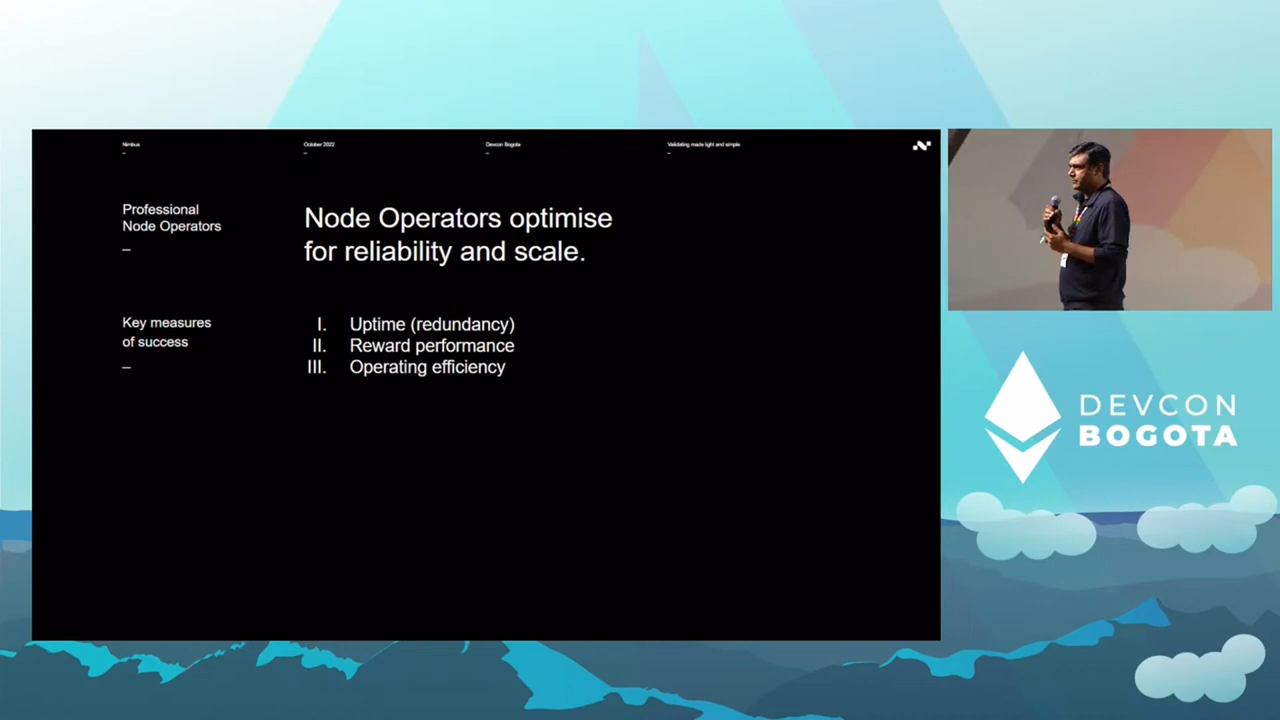 Nimbus
October 2022
Devcon Bogota
Validating made light and simple
Professional
Node Operators
Node Operators optimise
for reliability and scale.
Key measures
of success
I. Uptime (redundancy)
II. Reward performance
III. Operating efficiency
DEVCON
BOGOTA